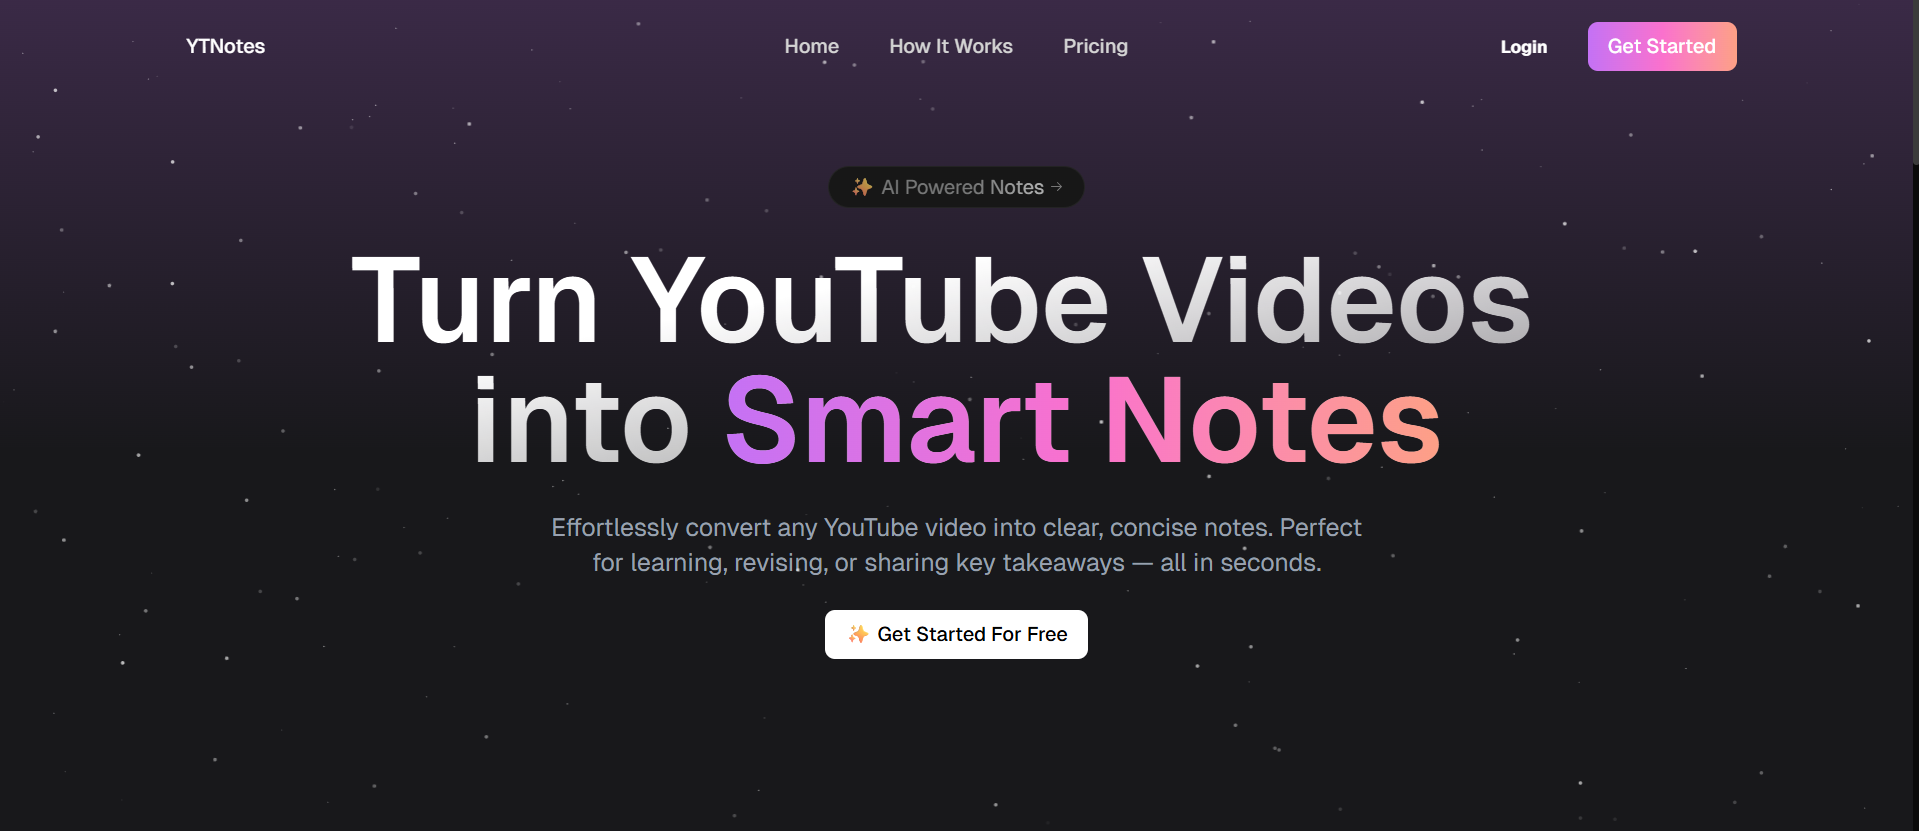 YTNotes
Home
How It Works
Pricing
Login
Get Started
✨ AI Powered Notes →
Turn YouTube Videos
into Smart Notes
Effortlessly convert any YouTube video into clear, concise notes. Perfect
for learning, revising, or sharing key takeaways — all in seconds.
✨ Get Started For Free